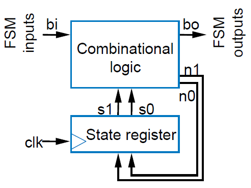 FSM
inputs
bi
Combinational
logic
bo
FSM
outputs
n1
n0
s1 s0
clk
State register